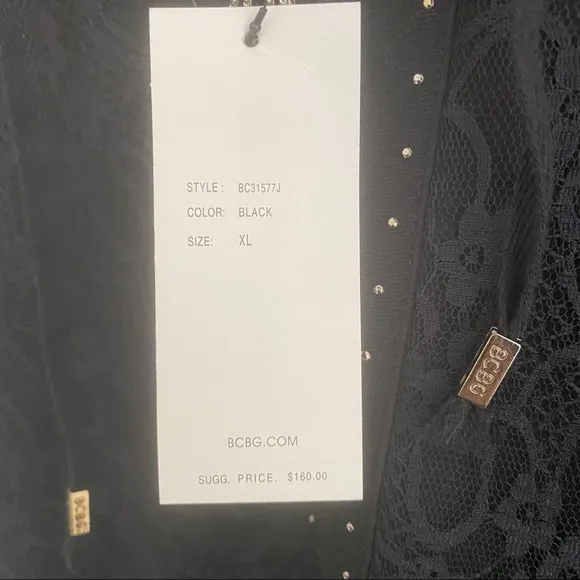 STYLE: BC31577J
COLOR: BLACK
SIZE: XL
BCBG.COM
SUGG. PRICE. $160.00
BCBG
BCBG